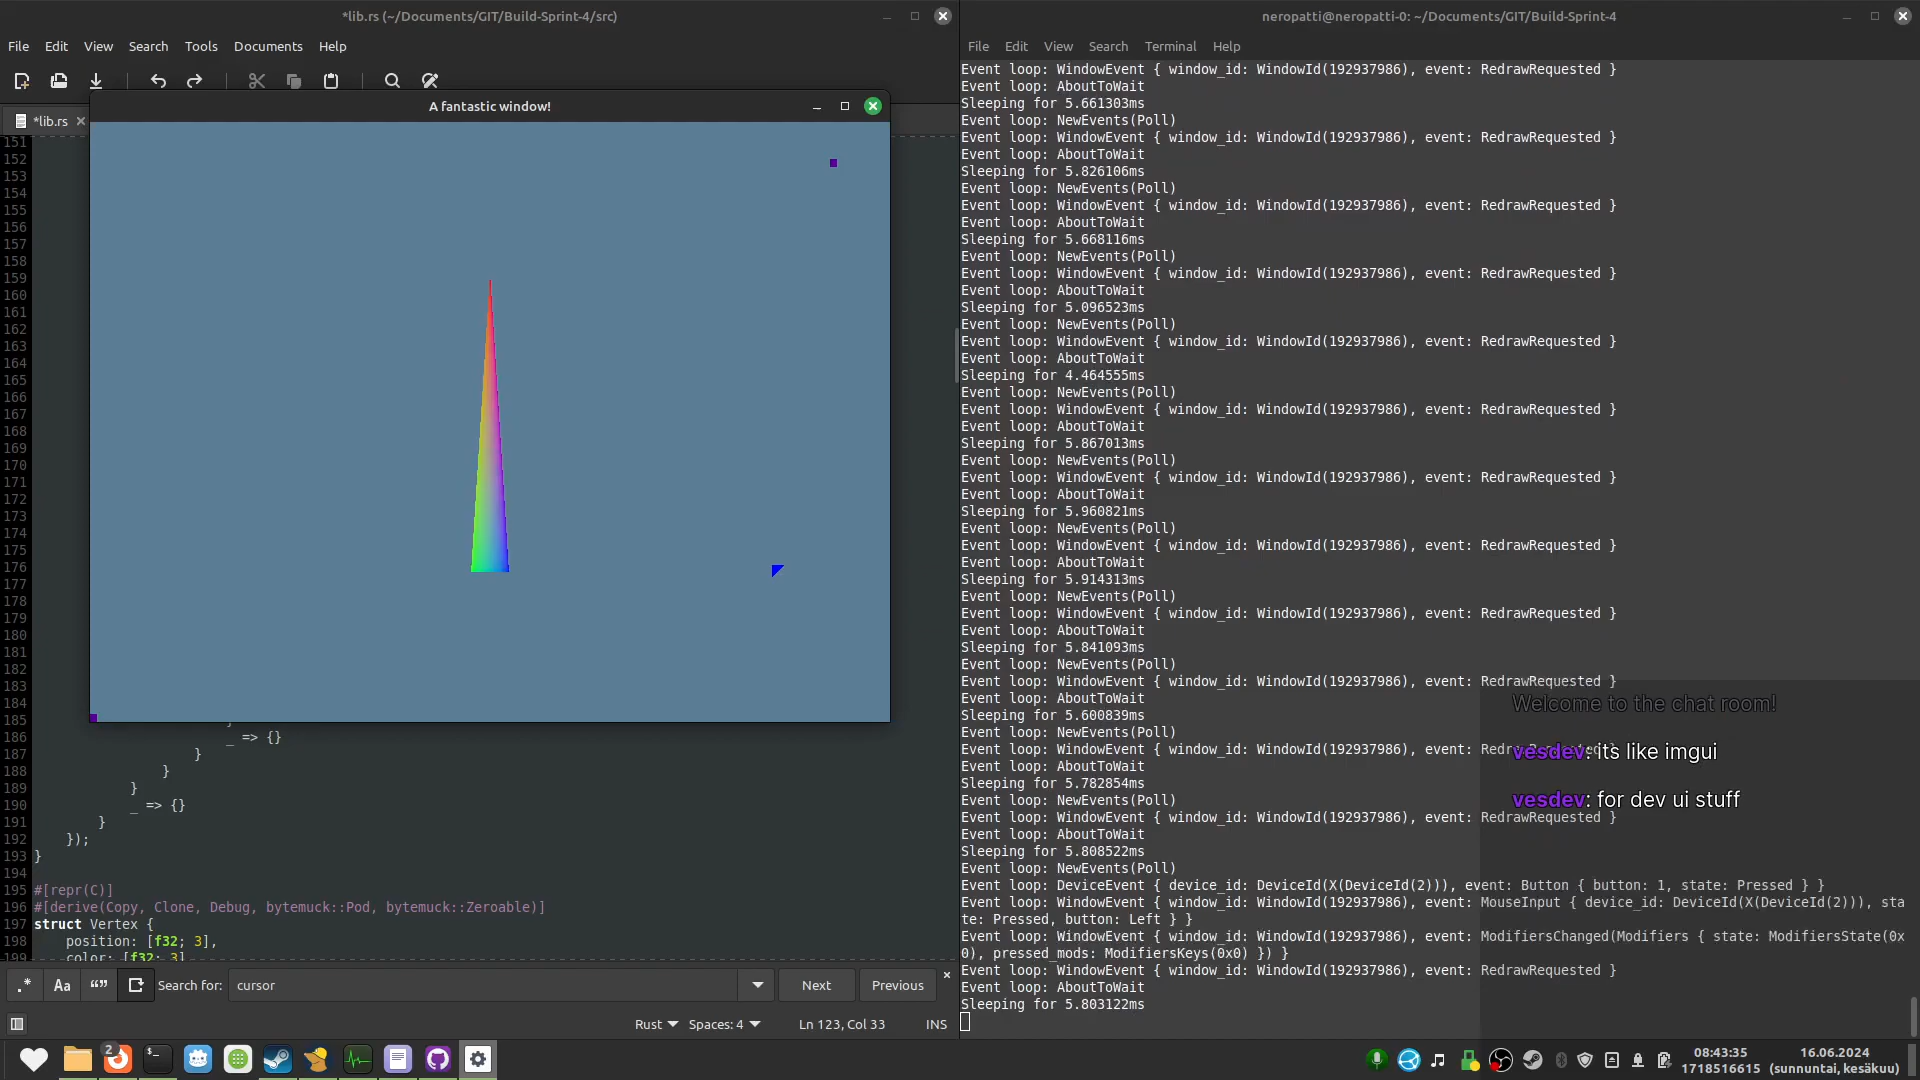 *lib.rs (~/Documents/GIT/Build-Sprint-4/src)
File Edit View Search Tools Documents Help
*lib.rs
A fantastic window!
151
152
153
154
155
156
157
158
159
160
161
162
163
164
165
166
167
168
169
170
171
172
173
174
175
176
177
178
179
180
181
182
183
184
185 }
186 _ => {}
187 }
188 }
189 }
190 _ => {}
191 }
192 });
193 }
194
195 #[repr(C)]
196 #[derive(Copy, Clone, Debug, bytemuck::Pod, bytemuck::Zeroable)]
197 struct Vertex {
198 position: [f32; 3],
color: [f32; 3]
.* Aa “” Search for: cursor Next Previous
Rust Spaces: 4 Ln 123, Col 33 INS
neropatti@neropatti-0: ~/Documents/GIT/Build-Sprint-4
File Edit View Search Terminal Help
Event loop: WindowEvent { window_id: WindowId(192937986), event: RedrawRequested }
Event loop: AboutToWait
Sleeping for 5.661303ms
Event loop: NewEvents(Poll)
Event loop: WindowEvent { window_id: WindowId(192937986), event: RedrawRequested }
Event loop: AboutToWait
Sleeping for 5.826106ms
Event loop: NewEvents(Poll)
Event loop: WindowEvent { window_id: WindowId(192937986), event: RedrawRequested }
Event loop: AboutToWait
Sleeping for 5.668116ms
Event loop: NewEvents(Poll)
Event loop: WindowEvent { window_id: WindowId(192937986), event: RedrawRequested }
Event loop: AboutToWait
Sleeping for 5.096523ms
Event loop: NewEvents(Poll)
Event loop: WindowEvent { window_id: WindowId(192937986), event: RedrawRequested }
Event loop: AboutToWait
Sleeping for 4.464555ms
Event loop: NewEvents(Poll)
Event loop: WindowEvent { window_id: WindowId(192937986), event: RedrawRequested }
Event loop: AboutToWait
Sleeping for 5.867013ms
Event loop: NewEvents(Poll)
Event loop: WindowEvent { window_id: WindowId(192937986), event: RedrawRequested }
Event loop: AboutToWait
Sleeping for 5.960821ms
Event loop: NewEvents(Poll)
Event loop: WindowEvent { window_id: WindowId(192937986), event: RedrawRequested }
Event loop: AboutToWait
Sleeping for 5.914313ms
Event loop: NewEvents(Poll)
Event loop: WindowEvent { window_id: WindowId(192937986), event: RedrawRequested }
Event loop: AboutToWait
Sleeping for 5.841093ms
Event loop: NewEvents(Poll)
Event loop: WindowEvent { window_id: WindowId(192937986), event: RedrawRequested }
Event loop: AboutToWait
Sleeping for 5.600839ms
Event loop: NewEvents(Poll)
Event loop: WindowEvent { window_id: WindowId(192937986), event: RedrawRequested }
Event loop: AboutToWait
Sleeping for 5.782854ms
Event loop: NewEvents(Poll)
Event loop: WindowEvent { window_id: WindowId(192937986), event: RedrawRequested }
Event loop: AboutToWait
Sleeping for 5.808522ms
Event loop: NewEvents(Poll)
Event loop: DeviceEvent { device_id: DeviceId(X(DeviceId(2))), event: Button { button: 1, state: Pressed } }
Event loop: WindowEvent { window_id: WindowId(192937986), event: MouseInput { device_id: DeviceId(X(DeviceId(2))), sta
te: Pressed, button: Left } }
Event loop: WindowEvent { window_id: WindowId(192937986), event: ModifiersChanged(Modifiers { state: ModifiersState(0x
0), pressed_mods: ModifiersKeys(0x0) }) }
Event loop: WindowEvent { window_id: WindowId(192937986), event: RedrawRequested }
Event loop: AboutToWait
Sleeping for 5.803122ms
Welcome to the chat room!
vesdev: its like imgui
vesdev: for dev ui stuff
2
08:43:35 16.06.2024
1718516615 (sunnuntai, kesäkuu)